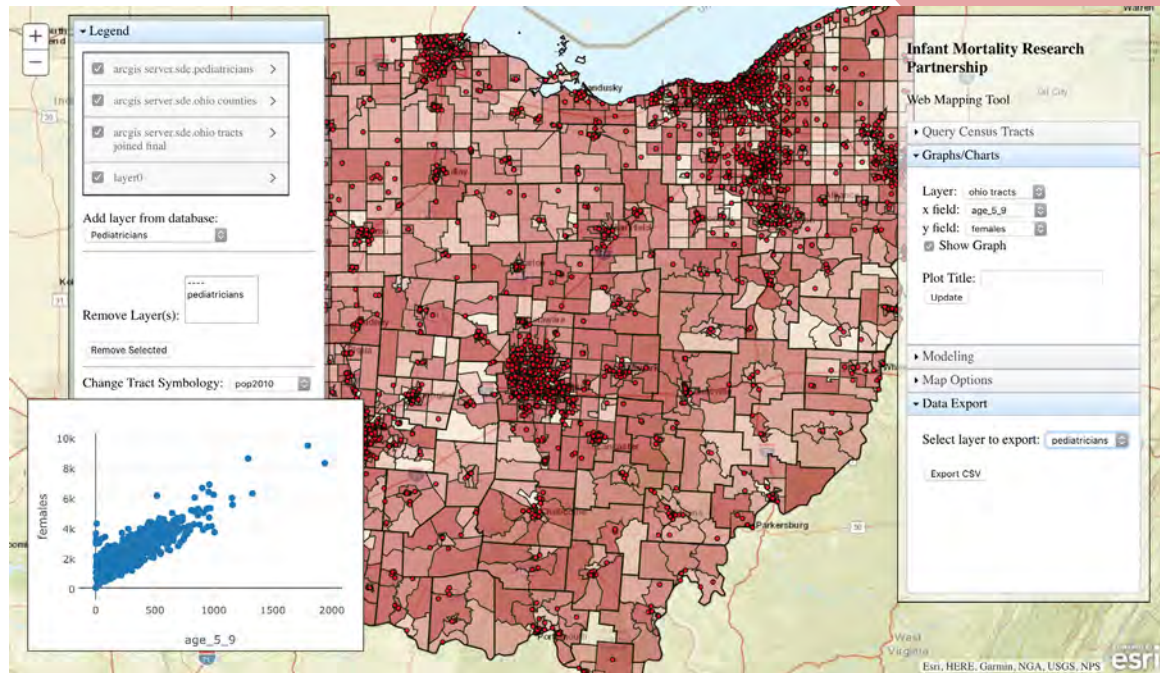 +
−
Legend
arcgis server.sde.pediatricians
arcgis server.sde.ohio counties
arcgis server.sde.ohio tracts
joined final
layer0
Add layer from database:
Pediatricians
----
pediatricians
Remove Layer(s):
Remove Selected
Change Tract Symbology: pop2010
10k
8k
6k
4k
2k
0
females
0 500 1000 1500 2000
age_5_9
Parkersburg
50
West
Virginia
Infant Mortality Research
Partnership
Web Mapping Tool
Query Census Tracts
Graphs/Charts
Layer: ohio tracts
x field: age_5_9
y field: females
Show Graph
Plot Title:
Update
Modeling
Map Options
Data Export
Select layer to export: pediatricians
Export CSV
Esri, HERE, Garmin, NGA, USGS, NPS
esri